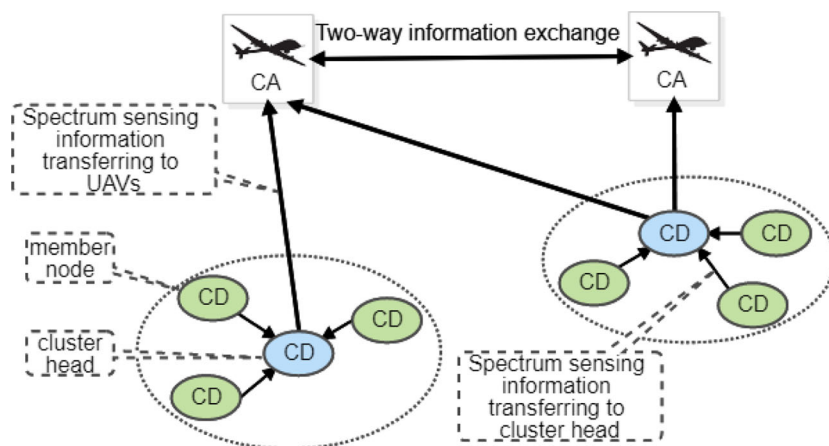 Two-way information exchange
CA
CA
Spectrum sensing
information
transferring to
UAVs
member
node
CD
CD
CD
CD
cluster
head
CD
CD
CD
CD
Spectrum sensing
information
transferring to
cluster head